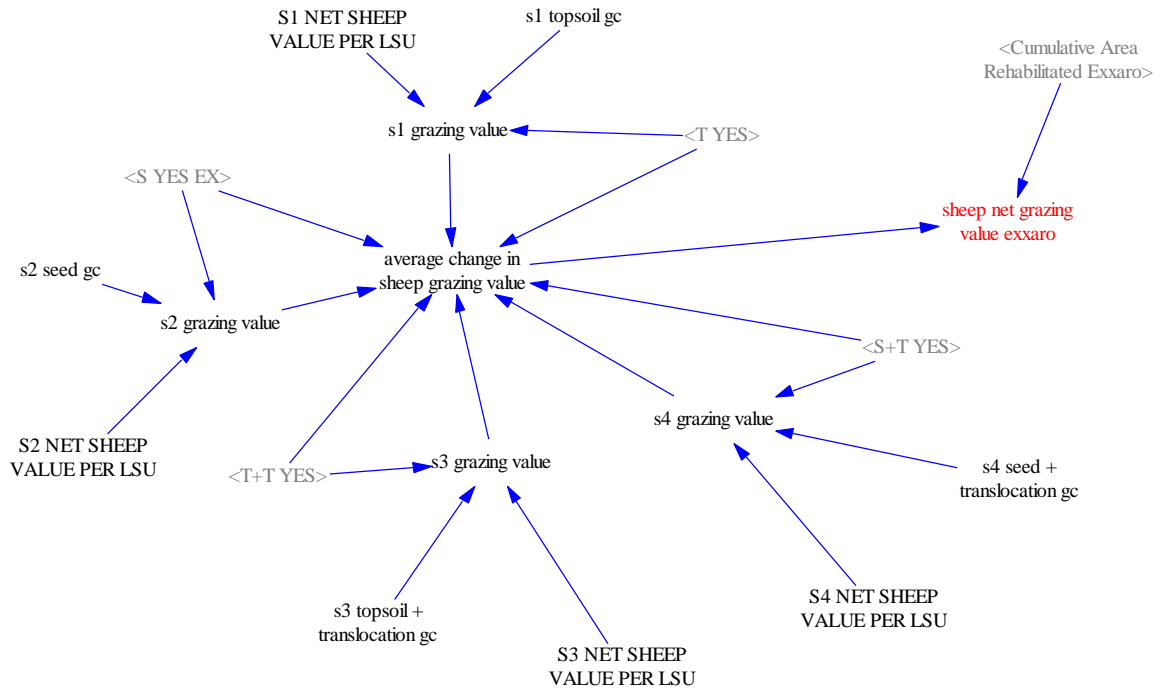 S1 NET SHEEP
VALUE PER LSU
s1 topsoil gc
<Cumulative Area
Rehabilitated Exxaro>
s1 grazing value
<T YES>
<S YES EX>
sheep net grazing
value exxaro
average change in
sheep grazing value
s2 seed gc
s2 grazing value
<S+T YES>
s4 grazing value
S2 NET SHEEP
VALUE PER LSU
<T+T YES>
s3 grazing value
s4 seed +
translocation gc
s3 topsoil +
translocation gc
S4 NET SHEEP
VALUE PER LSU
S3 NET SHEEP
VALUE PER LSU